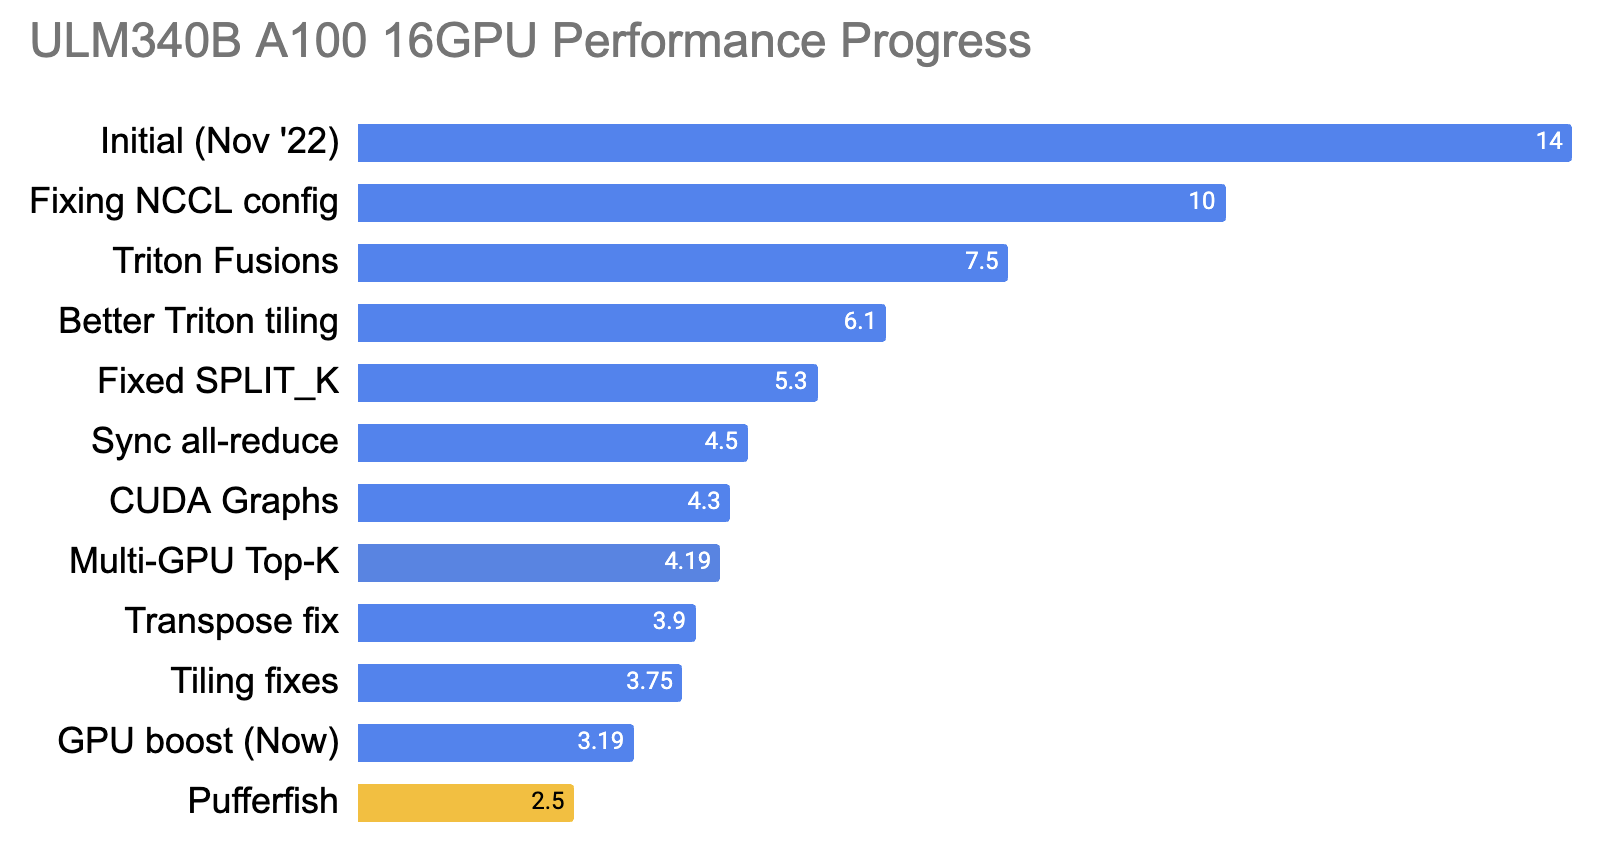 ULM340B A100 16GPU Performance Progress
Initial (Nov '22) 14
Fixing NCCL config 10
Triton Fusions 7.5
Better Triton tiling 6.1
Fixed SPLIT_K 5.3
Sync all-reduce 4.5
CUDA Graphs 4.3
Multi-GPU Top-K 4.19
Transpose fix 3.9
Tiling fixes 3.75
GPU boost (Now) 3.19
Pufferfish 2.5